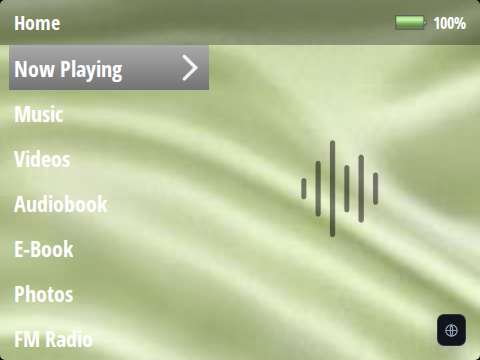 Home
100%
Now Playing
Music
Videos
Audiobook
E-Book
Photos
FM Radio